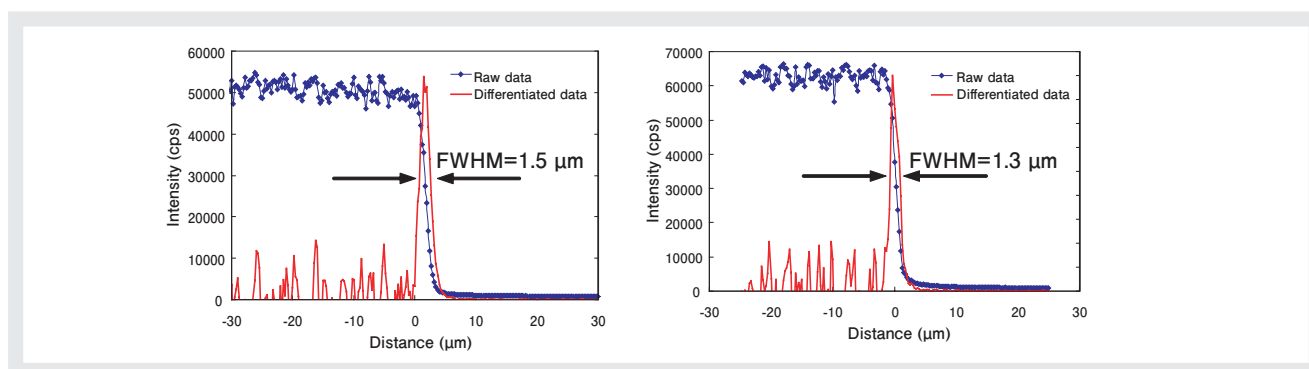 60000
50000
40000
30000
20000
10000
0
Intensity (cps)
Raw data
Differentiated data
FWHM=1.5 µm
-30 -20 -10 0 10 20 30
Distance (µm)
70000
60000
50000
40000
30000
20000
10000
0
Intensity (cps)
Raw data
Differentiated data
FWHM=1.3 µm
-30 -20 -10 0 10 20 30
Distance (µm)